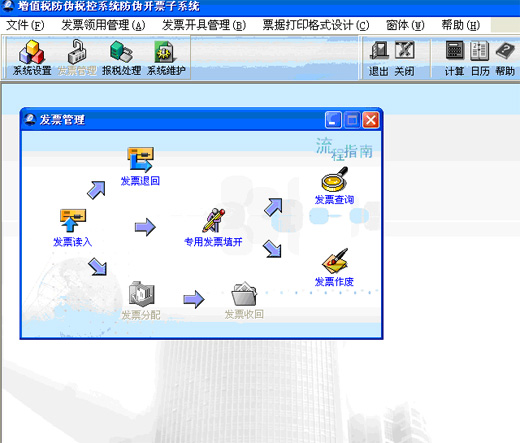 增值税防伪税控系统防伪开票子系统
文件(F) 发票领用管理(A) 发票开具管理(B) 票据打印格式设计(C) 窗体(W) 帮助(H)
系统设置 发票管理 报税处理 系统维护 退出 关闭 计算 日历 帮助
发票管理
流程指南
发票退回
发票查询
发票读入 专用发票填开
发票作废
发票分配 发票收回